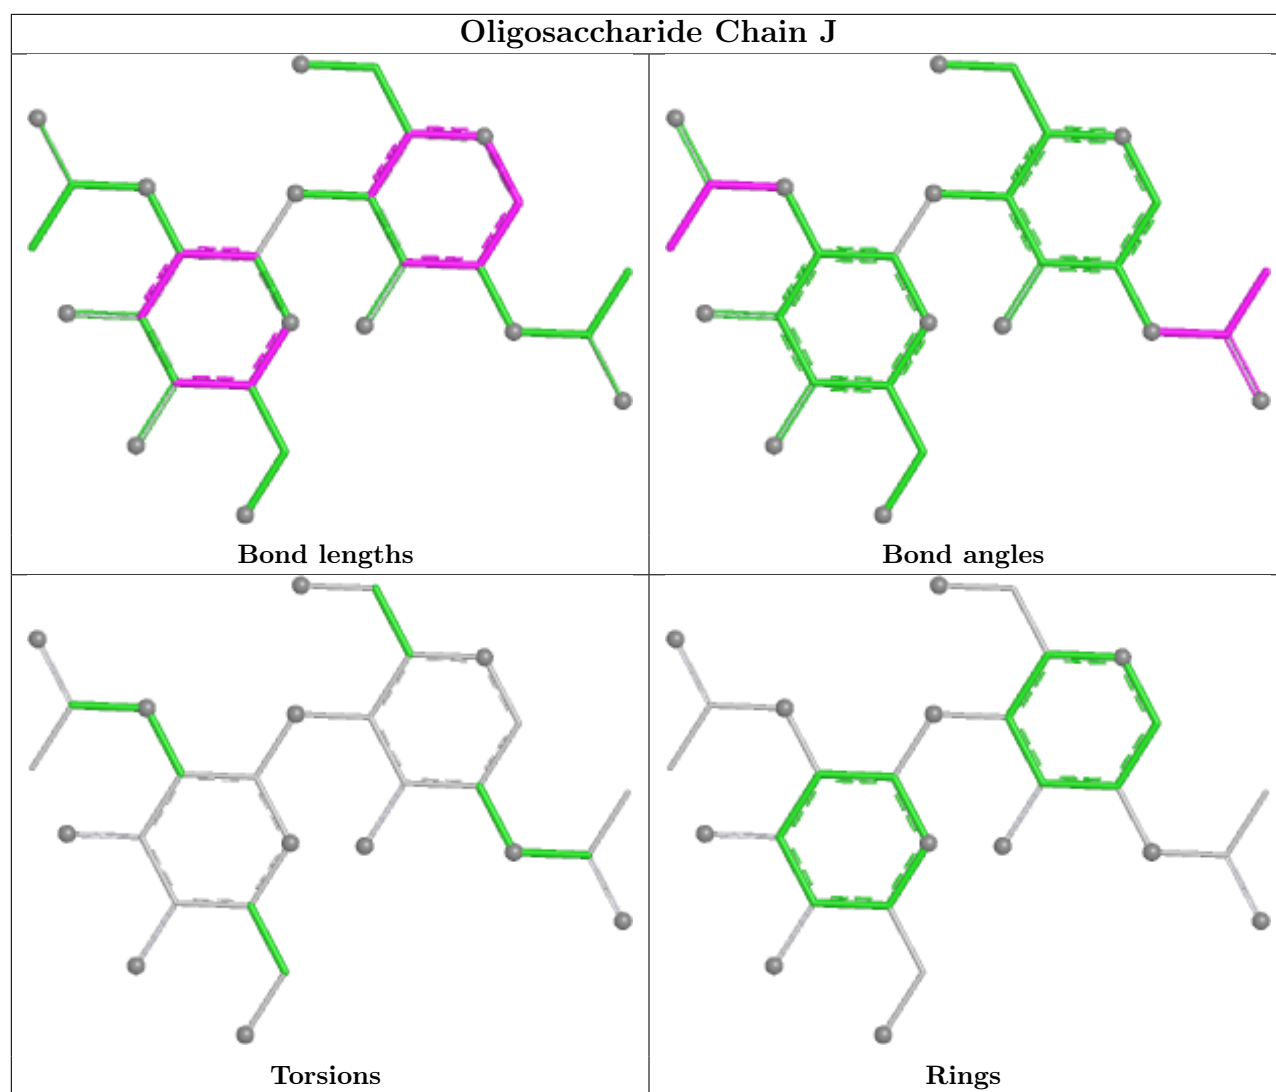 Oligosaccharide Chain J
Bond lengths
Bond angles
Torsions
Rings